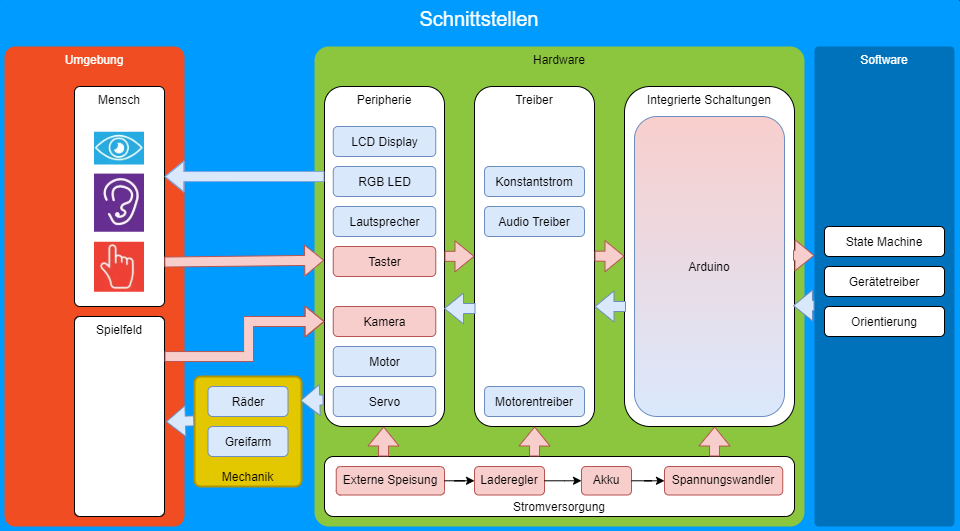 Schnittstellen
Umgebung
Mensch
Spielfeld
Räder
Greifarm
Mechanik
Hardware
Peripherie
LCD Display
RGB LED
Lautsprecher
Taster
Kamera
Motor
Servo
Treiber
Konstantstrom
Audio Treiber
Motorentreiber
Integrierte Schaltungen
Arduino
Externe Speisung
Laderegler
Akku
Spannungswandler
Stromversorgung
Software
State Machine
Gerätetreiber
Orientierung